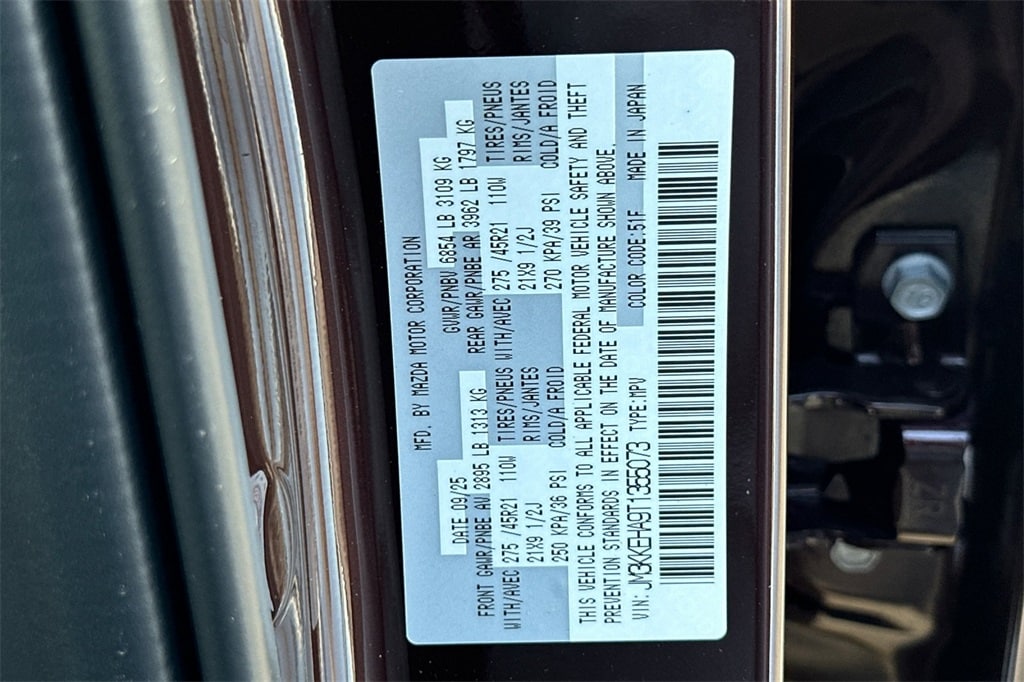 MFD. BY MAZDA MOTOR CORPORATION
DATE 09/25 GVWR/PNBV 6854 LB 3109 KG
FRONT GAWR/PNBE AV 2895 LB 1313 KG REAR GAWR/PNBE AR 3962 LB 1797 KG
WITH/AVEC 275 /45R21 110W TIRES/PNEUS WITH/AVEC 275 /45R21 110W TIRES/PNEUS
21X9 1/2J RIMS/JANTES 21X9 1/2J RIMS/JANTES
250 KPA/36 PSI COLD/A FROID 270 KPA/39 PSI COLD/A FROID
THIS VEHICLE CONFORMS TO ALL APPLICABLE FEDERAL MOTOR VEHICLE SAFETY AND THEFT
PREVENTION STANDARDS IN EFFECT ON THE DATE OF MANUFACTURE SHOWN ABOVE.
VIN: JM3KKEHA9T1355073 TYPE:MPV COLOR CODE:51F MADE IN JAPAN